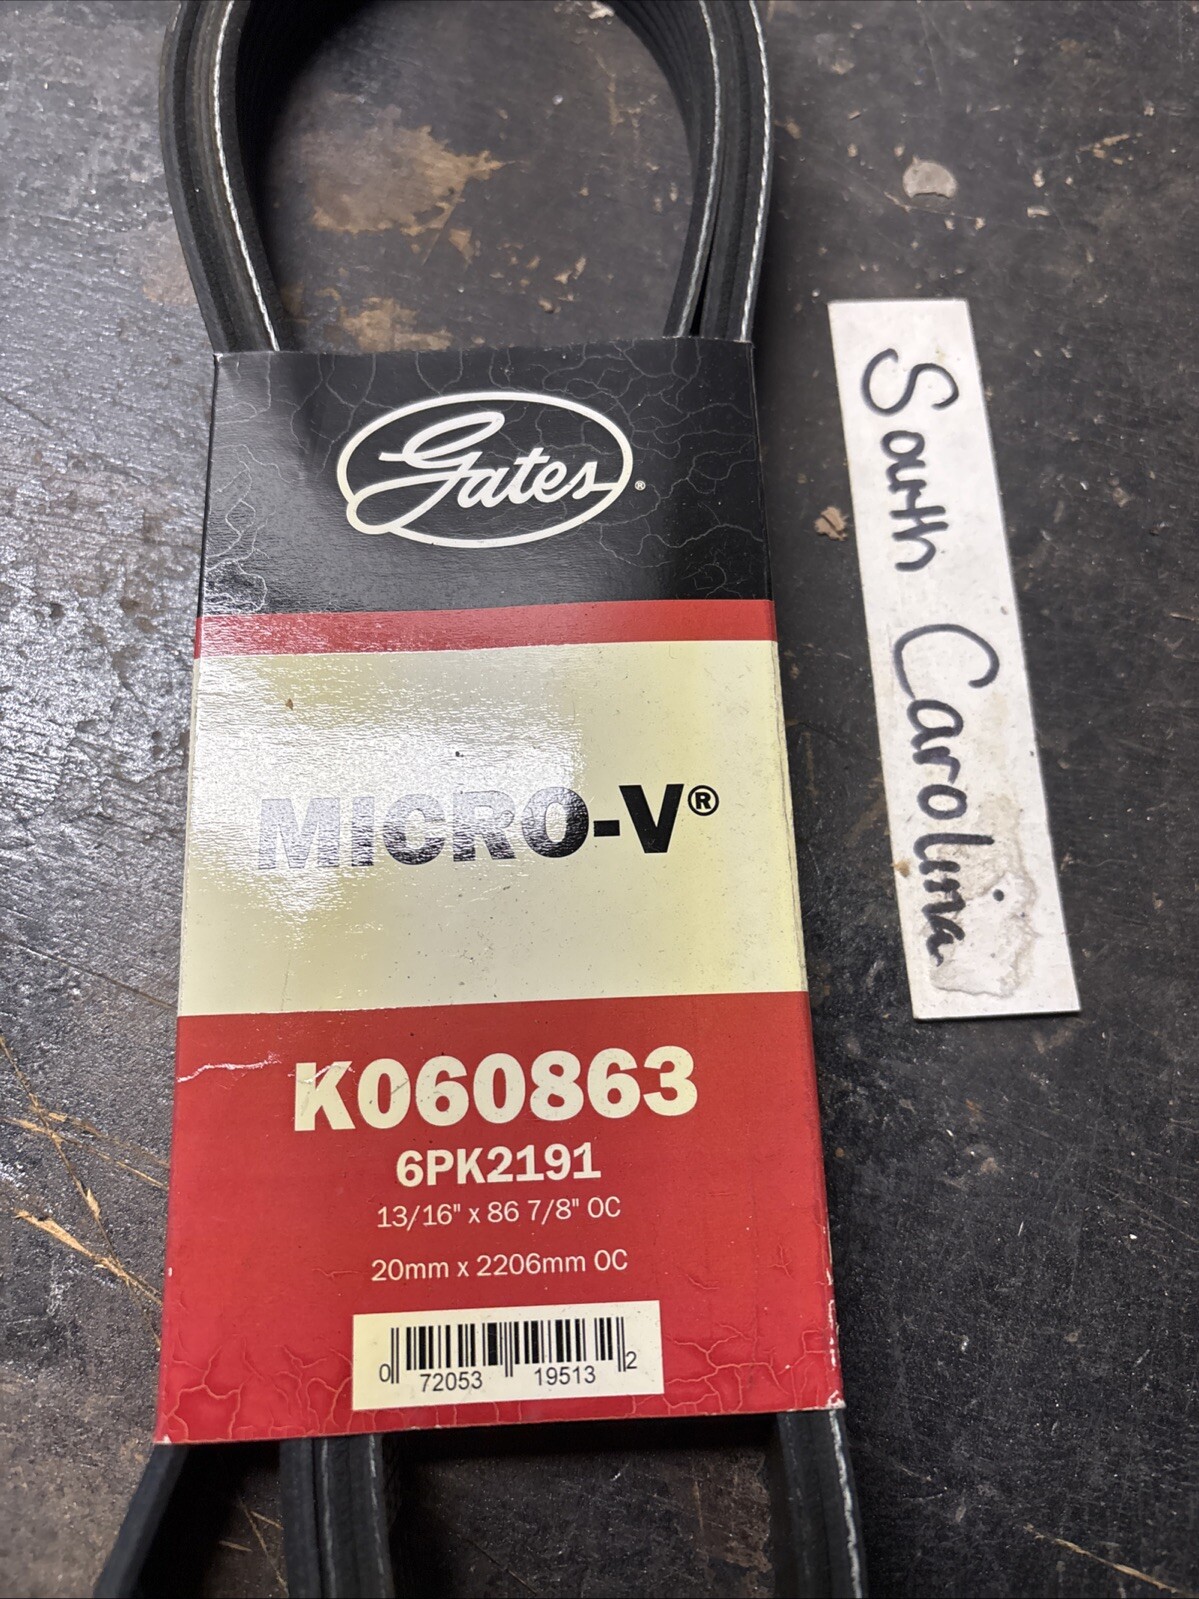 Gates®
MICRO-V®
K060863
6PK2191
13/16" x 86 7/8" OC
20mm x 2206mm OC
0 72053 19513 2
South Carolina